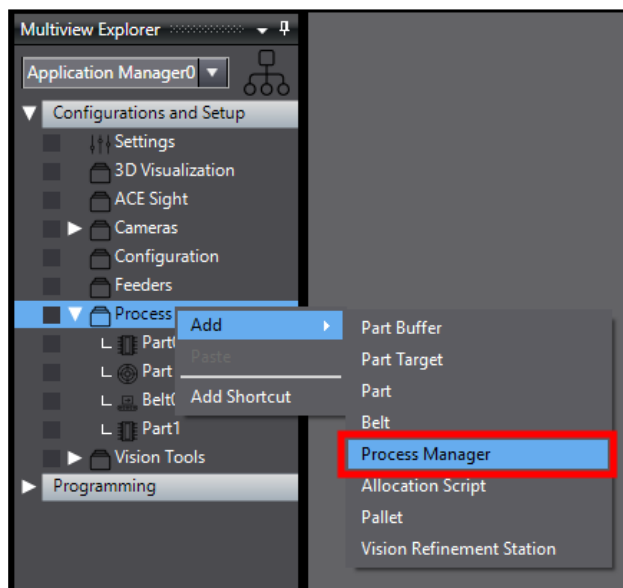 Multiview Explorer
Application Manager0
Configurations and Setup
Settings
3D Visualization
ACE Sight
Cameras
Configuration
Feeders
Process
Part
Part
Belt
Part1
Vision Tools
Programming
Add
Paste
Add Shortcut
Part Buffer
Part Target
Part
Belt
Process Manager
Allocation Script
Pallet
Vision Refinement Station